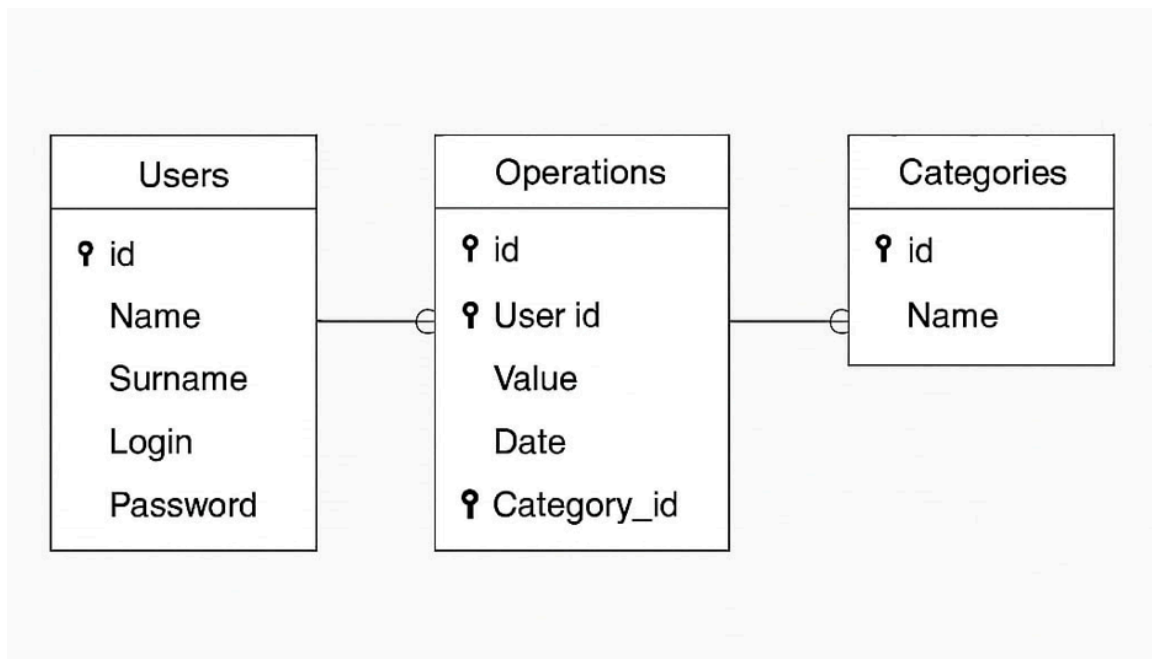 Users
id
Name
Surname
Login
Password
Operations
id
User id
Value
Date
Category_id
Categories
id
Name